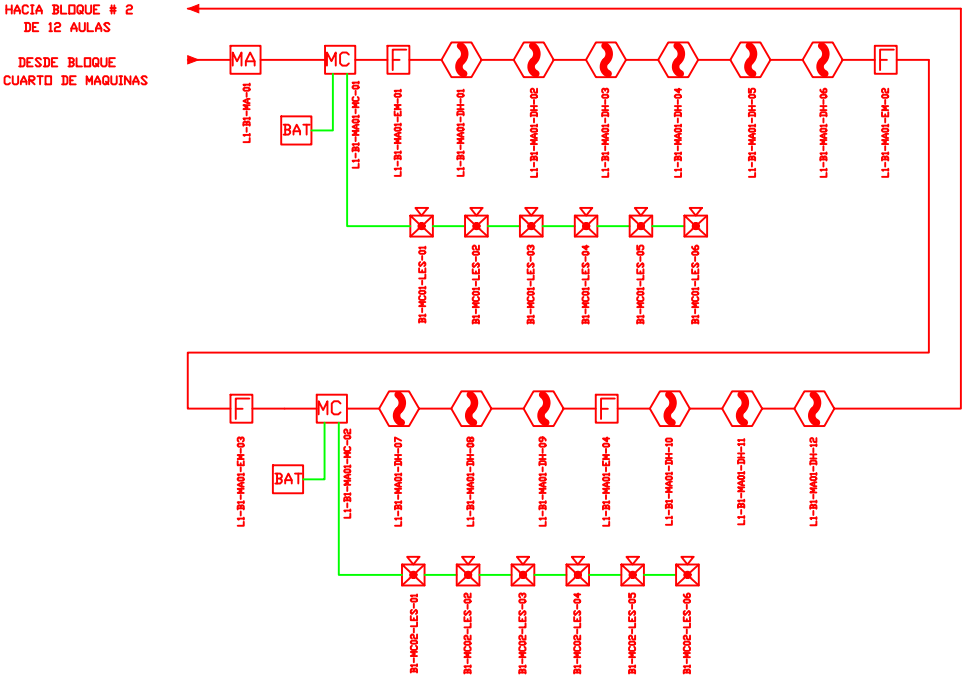 HACIA BLOQUE # 2
DE 12 AULAS
DESDE BLOQUE
CUARTO DE MAQUINAS
MA
MC
F
F
L1-B1-MA-01
BAT
L1-B1-MA01-MC-01
L1-B1-MA01-EM-01
L1-B1-MA01-DH-01
L1-B1-MA01-DH-02
L1-B1-MA01-DH-03
L1-B1-MA01-DH-04
L1-B1-MA01-DH-05
L1-B1-MA01-DH-06
L1-B1-MA01-EM-02
B1-MC01-LES-01
B1-MC01-LES-02
B1-MC01-LES-03
B1-MC01-LES-04
B1-MC01-LES-05
B1-MC01-LES-06
F
MC
F
L1-B1-MA01-EM-03
BAT
L1-B1-MA01-MC-02
L1-B1-MA01-DH-07
L1-B1-MA01-DH-08
L1-B1-MA01-DH-09
L1-B1-MA01-EM-04
L1-B1-MA01-DH-10
L1-B1-MA01-DH-11
L1-B1-MA01-DH-12
B1-MC02-LES-01
B1-MC02-LES-02
B1-MC02-LES-03
B1-MC02-LES-04
B1-MC02-LES-05
B1-MC02-LES-06